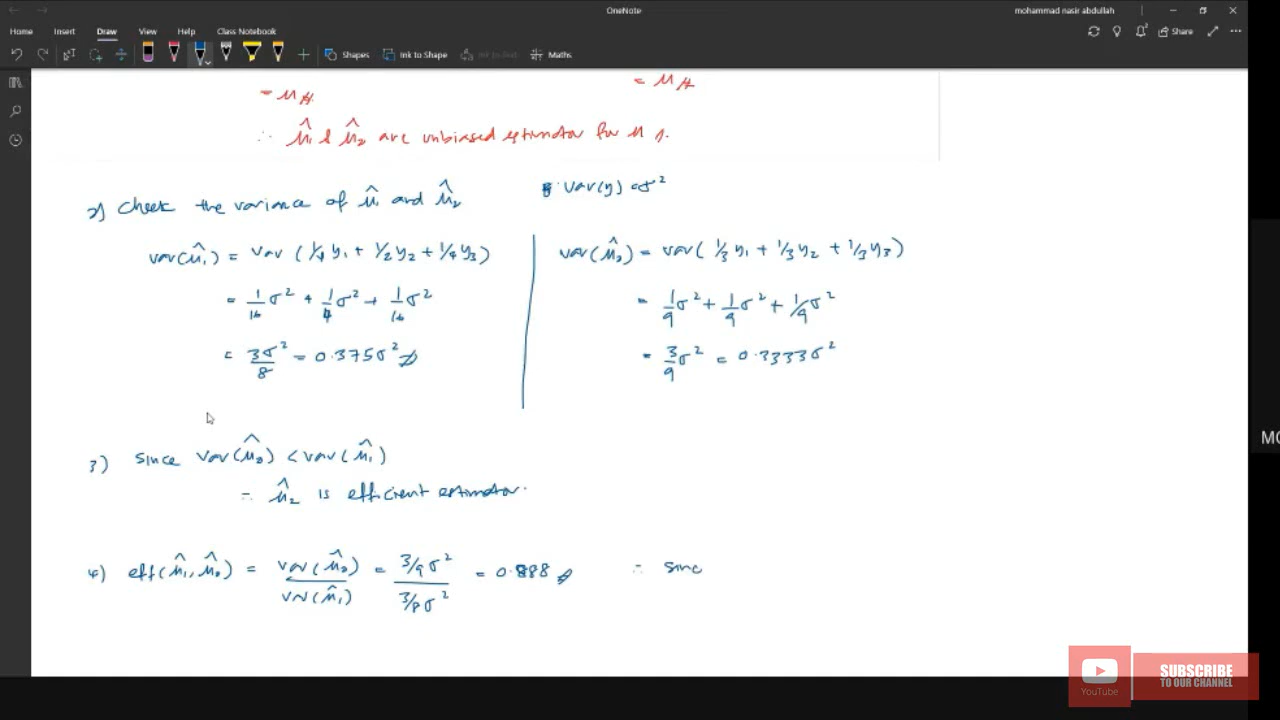 OneNote
mohammad nasir abdullah
Home Insert Draw View Help Class Notebook
Share
Shapes Ink to Shape Ink to Text Maths
= μ #
= μ #
∴ μ̂1 & μ̂2 are unbiased estimator for μ
2) Check the variance of μ̂1 and μ̂2
var(y) = σ²
var(μ̂1) = var (1/4 y1 + 1/2 y2 + 1/4 y3)
= 1/16 σ² + 1/4 σ² + 1/16 σ²
= 3σ²/8 = 0.375σ² #
var(μ̂2) = var( 1/3 y1 + 1/3 y2 + 1/3 y3)
= 1/9 σ² + 1/9 σ² + 1/9 σ²
= 3/9 σ² = 0.3333σ²
3) Since var(μ̂2) < var(μ̂1)
∴ μ̂2 is efficient estimator.
4) eff(μ̂1, μ̂2) = var(μ̂2)/var(μ̂1) = 3/9 σ² / 3/8 σ² = 0.888 #
∴ sinc
MO
YouTube
SUBSCRIBE
TO OUR CHANNEL